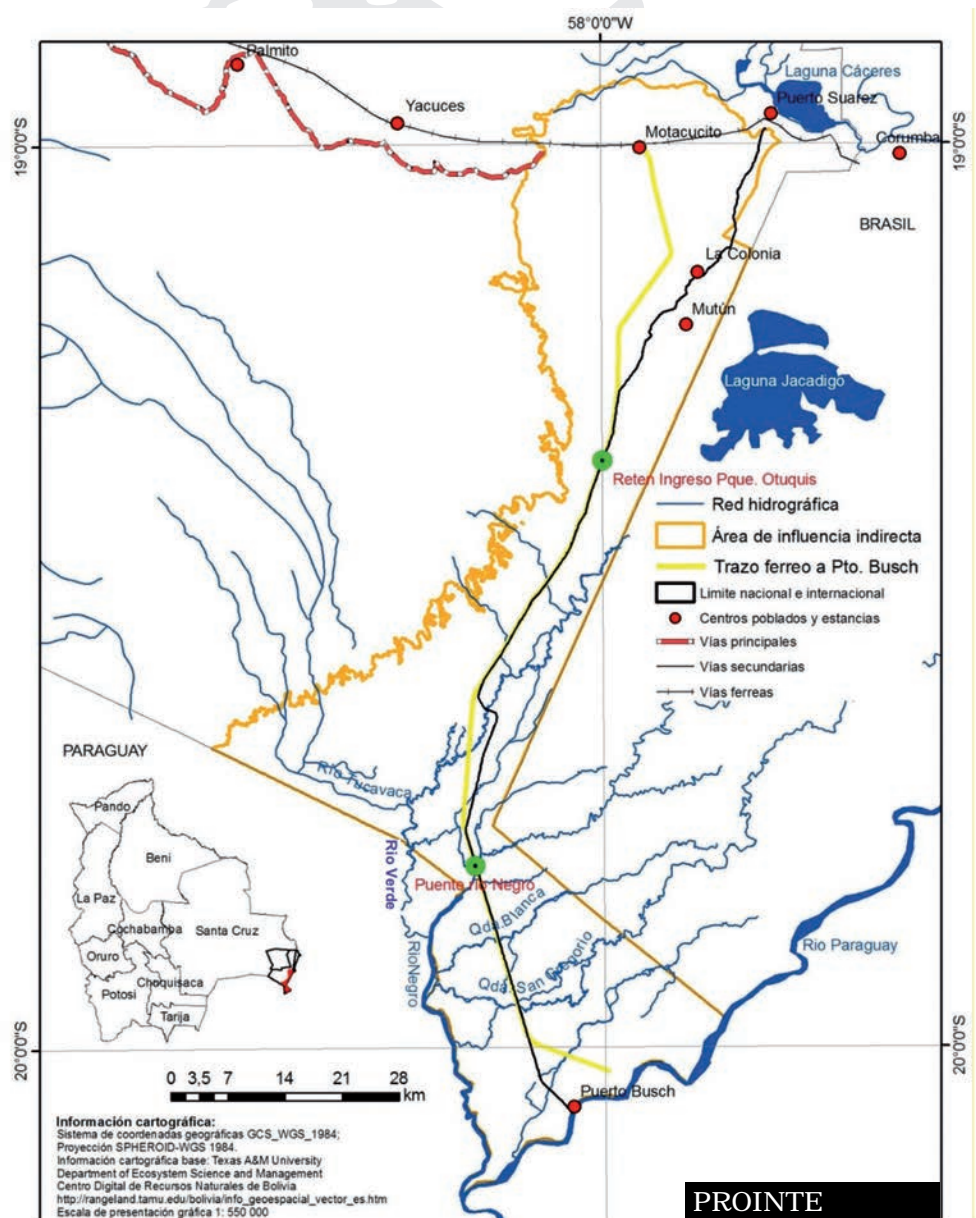 58°0'0"W
Palmito
Laguna Cáceres
Puerto Suarez
Yacuces
Motacucito
Corumba
19°0'0"S
19°0'0"S
BRASIL
La Colonia
Mutún
Laguna Jacadigo
Reten Ingreso Pque. Otuquis
Red hidrográfica
Área de influencia indirecta
Trazo ferreo a Pto. Busch
Limite nacional e internacional
Centros poblados y estancias
Vías principales
Vías secundarias
Vías ferreas
PARAGUAY
Río Tucavaca
Rio Verde
Puente rio Negro
Qda.Blanca
RioNegro
Qda. San Gregorio
Rio Paraguay
Pando
Beni
La Paz
Cochabamba
Santa Cruz
Oruro
Choquisaca
Potosi
Tarija
20°0'0"S
20°0'0"S
0 3,5 7 14 21 28
km
Puerto Busch
Información cartográfica:
Sistema de coordenadas geográficas GCS_WGS_1984;
Proyección SPHEROID-WGS 1984.
Información cartográfica base: Texas A&M University
Department of Ecosystem Science and Management
Centro Digital de Recursos Naturales de Bolivia
http://rangeland.tamu.edu/bolivia/info_geoespacial_vector_es.htm
Escala de presentación gráfica 1: 550 000
PROINTE